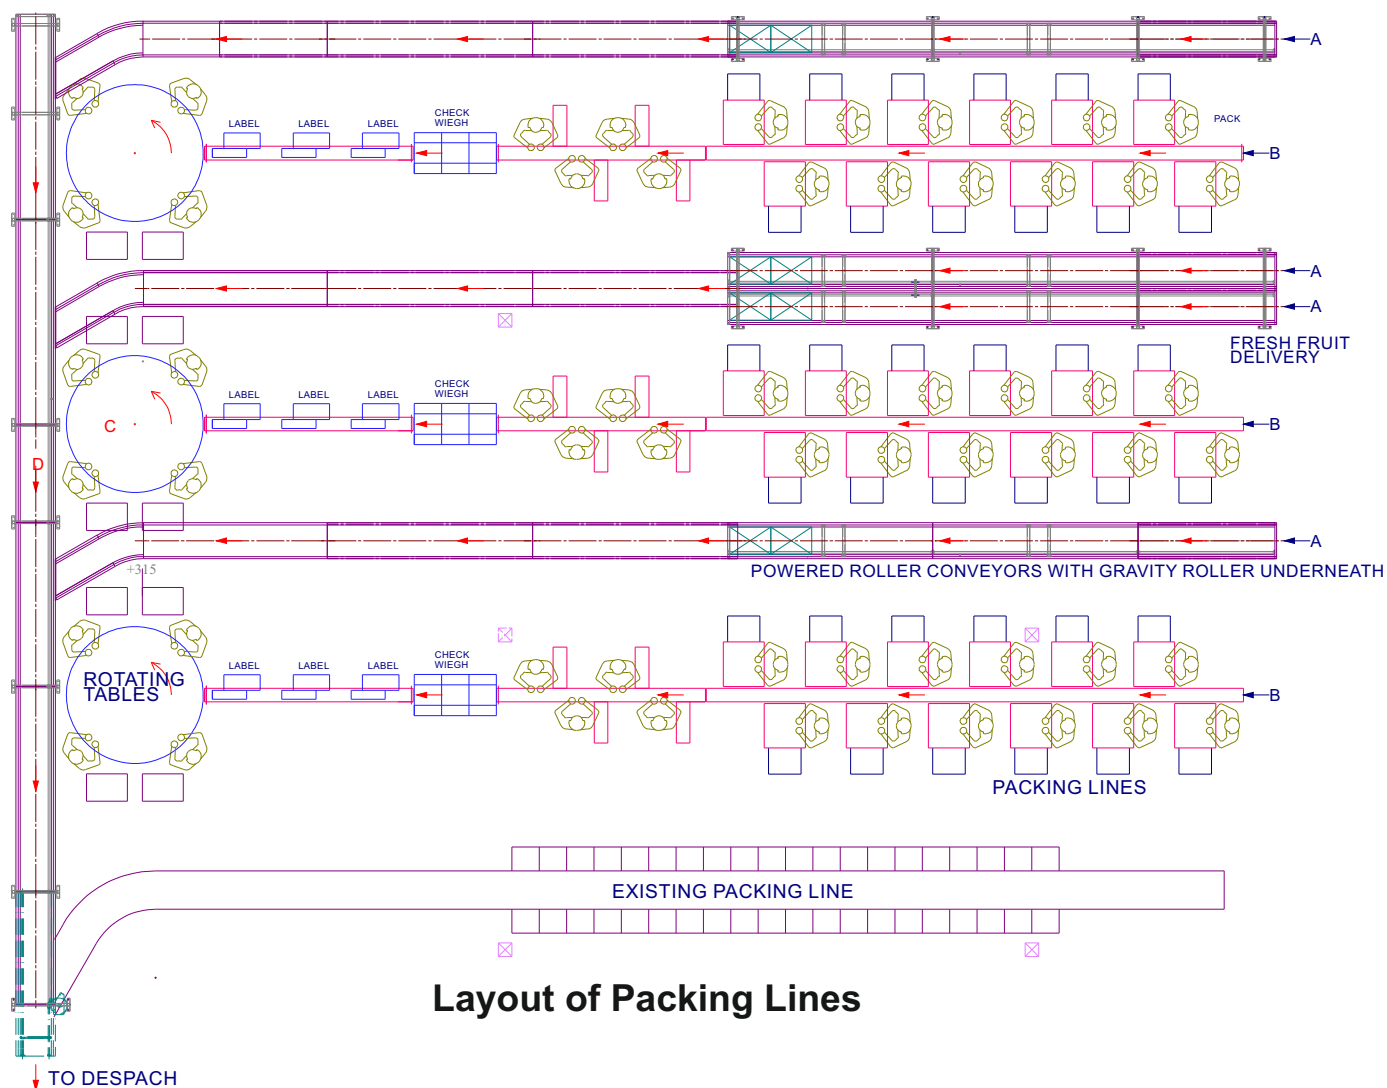 A
CHECK
WIEGH
LABEL LABEL LABEL
PACK
B
A
A
FRESH FRUIT
DELIVERY
CHECK
WIEGH
LABEL LABEL LABEL
C
B
D
A
+315
POWERED ROLLER CONVEYORS WITH GRAVITY ROLLER UNDERNEATH
CHECK
WIEGH
LABEL LABEL LABEL
ROTATING
TABLES
B
PACKING LINES
EXISTING PACKING LINE
Layout of Packing Lines
TO DESPACH